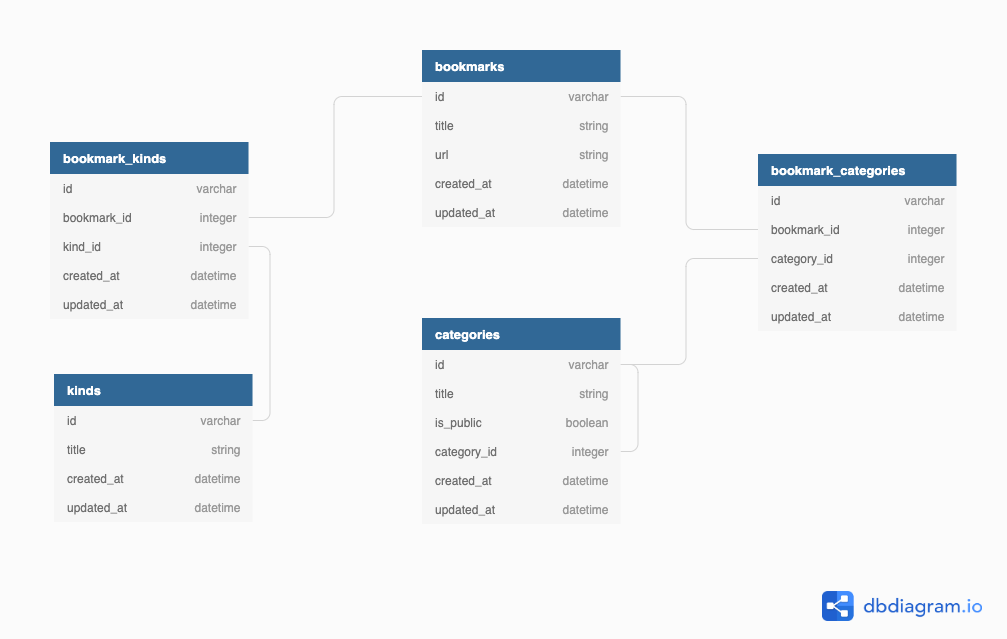 bookmarks
id varchar
title string
url string
created_at datetime
updated_at datetime
bookmark_kinds
id varchar
bookmark_id integer
kind_id integer
created_at datetime
updated_at datetime
bookmark_categories
id varchar
bookmark_id integer
category_id integer
created_at datetime
updated_at datetime
categories
id varchar
title string
is_public boolean
category_id integer
created_at datetime
updated_at datetime
kinds
id varchar
title string
created_at datetime
updated_at datetime
dbdiagram.io